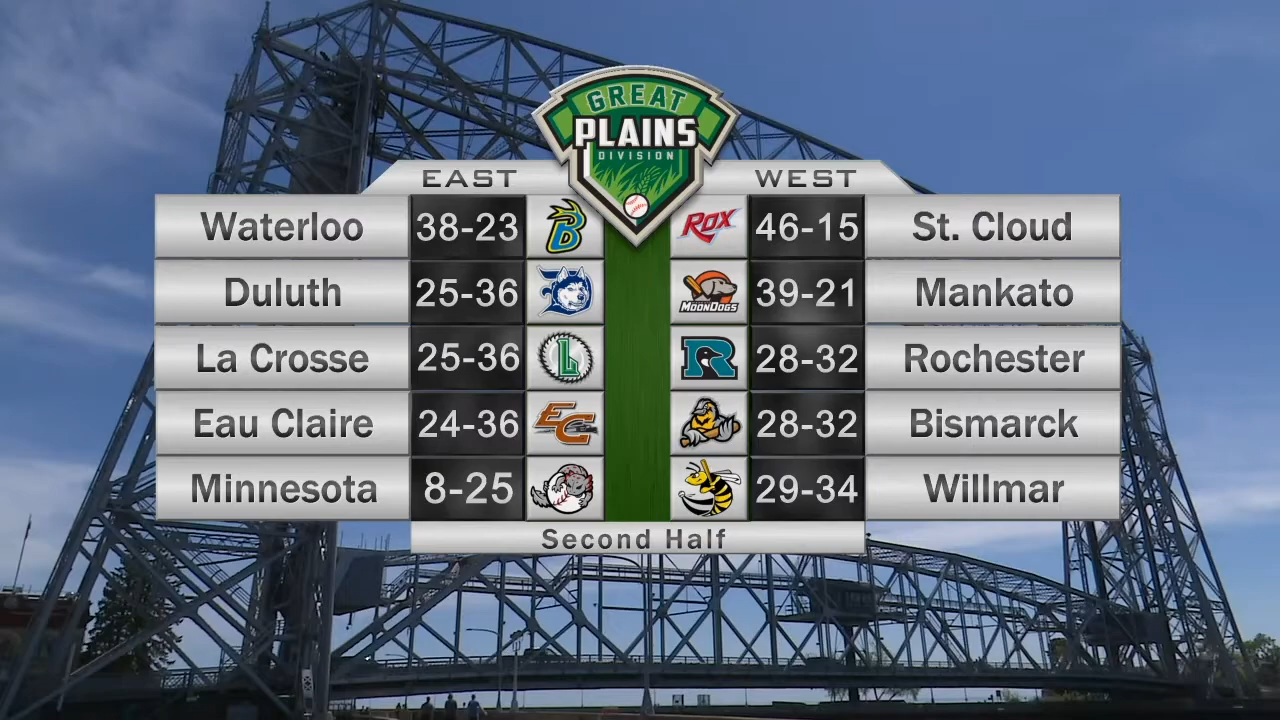 GREAT
PLAINS
DIVISION
EAST
WEST
Waterloo 38-23 B ROX 46-15 St. Cloud
Duluth 25-36 D MOONDOGS 39-21 Mankato
La Crosse 25-36 L R 28-32 Rochester
Eau Claire 24-36 EC 28-32 Bismarck
Minnesota 8-25 29-34 Willmar
Second Half